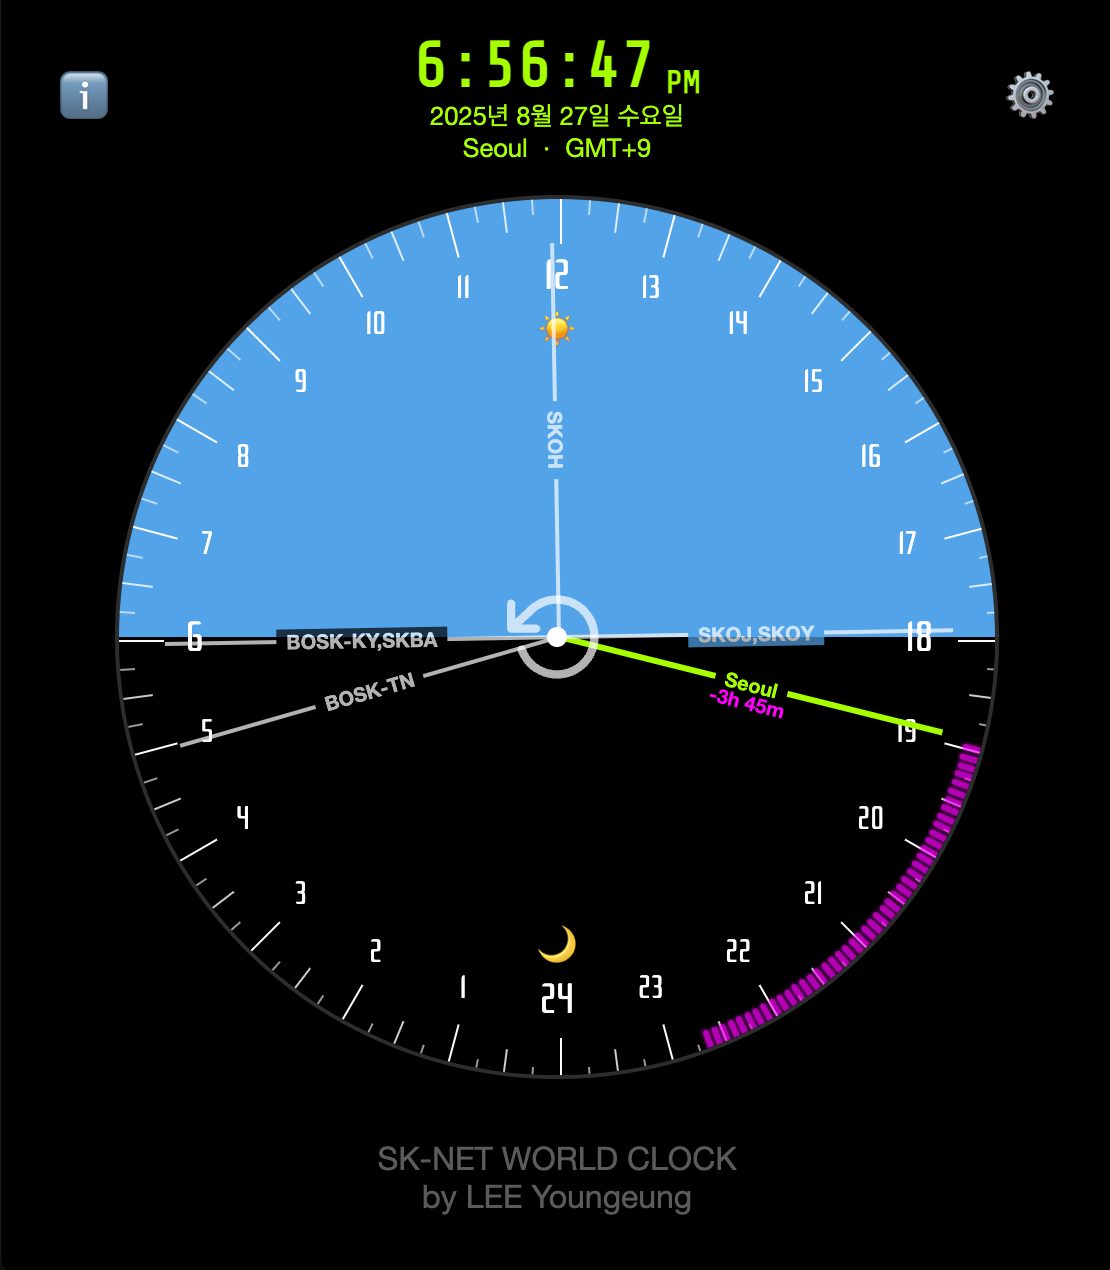 6:56:47 PM
2025년 8월 27일 수요일
Seoul · GMT+9
i
12
11
13
10
14
9
15
8
16
SKOH
7
17
6
BOSK-KY,SKBA
SKOJ,SKOY
18
BOSK-TN
Seoul
-3h 45m
5
19
4
20
3
21
2
22
1
23
24
SK-NET WORLD CLOCK
by LEE Youngeung